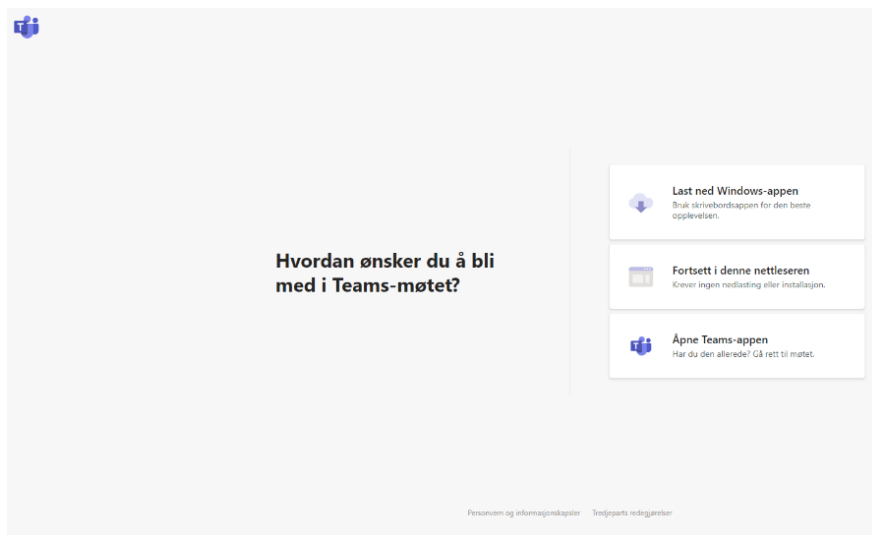 Hvordan ønsker du å bli
med i Teams-møtet?
Last ned Windows-appen
Bruk skrivebordsappen for den beste
opplevelsen.
Fortsett i denne nettleseren
Krever ingen nedlasting eller installasjon.
Åpne Teams-appen
Har du den allerede? Gå rett til møtet.
Personvern og informasjonskapsler Tredjeparts redegjørelser